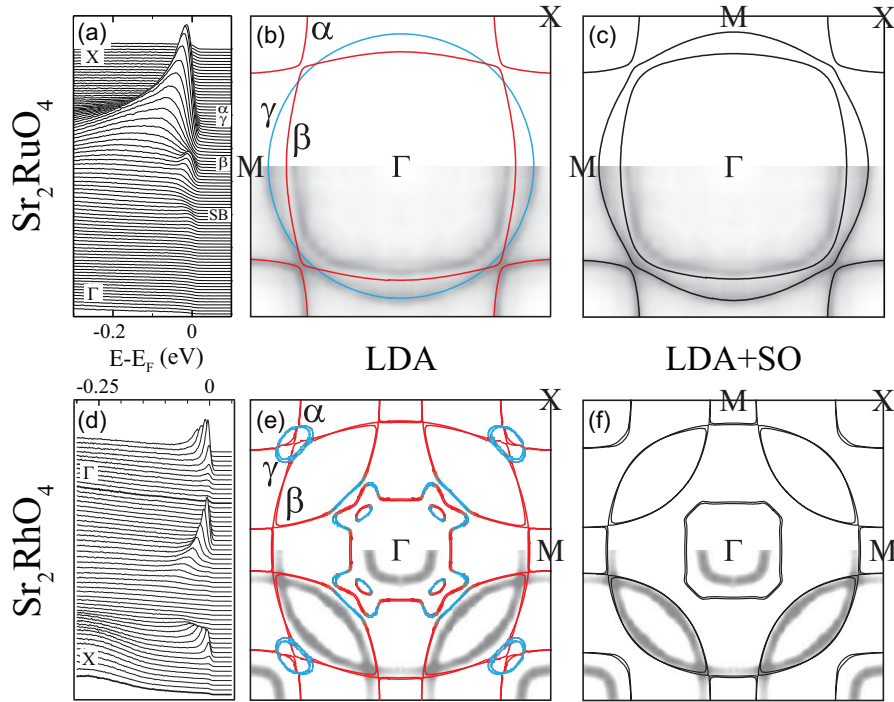 Sr₂RuO₄
(a)
X
α
γ
β
SB
Γ
-0.2
0
E-E_F (eV)
(b)
α
X
γ
β
M
Γ
(c)
M
X
M
Γ
LDA
LDA+SO
Sr₂RhO₄
-0.25
0
(d)
Γ
X
(e)
α
X
γ
β
Γ
M
(f)
M
X
Γ
M